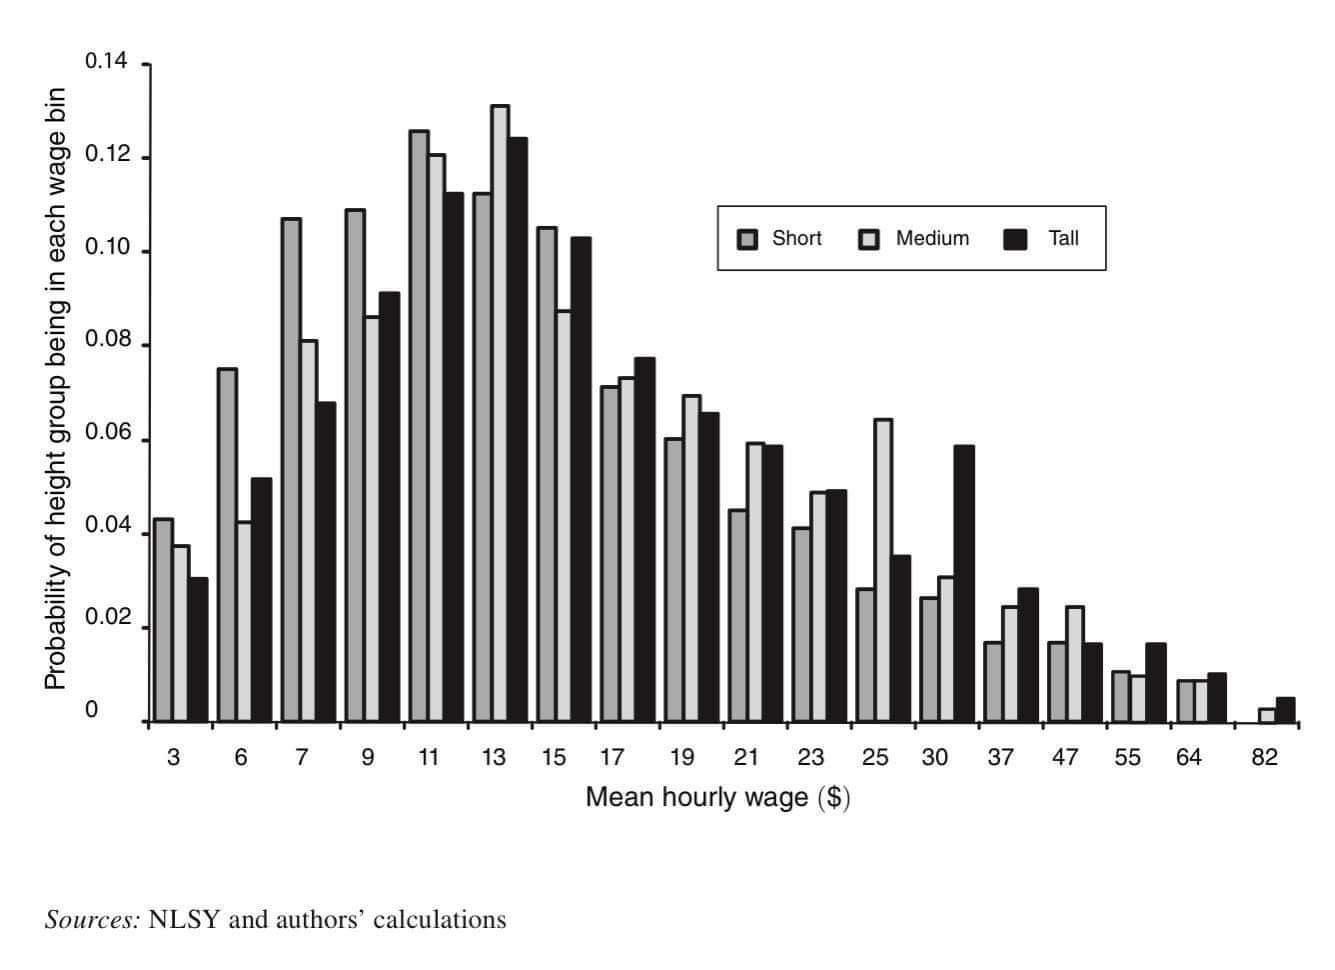 Probability of height group being in each wage bin
0.14
0.12
0.10
0.08
0.06
0.04
0.02
0
Short Medium Tall
3 6 7 9 11 13 15 17 19 21 23 25 30 37 47 55 64 82
Mean hourly wage ($)
Sources: NLSY and authors’ calculations